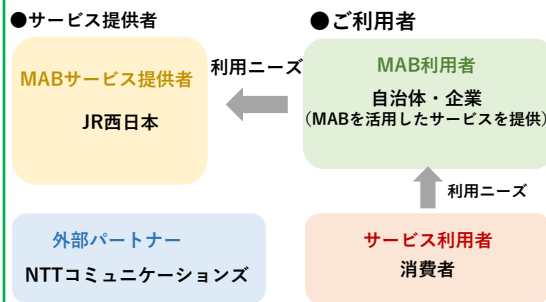 ●サービス提供者
MABサービス提供者
JR西日本
利用ニーズ
●ご利用者
MAB利用者
自治体・企業
(MABを活用したサービスを提供)
利用ニーズ
外部パートナー
NTTコミュニケーションズ
サービス利用者
消費者